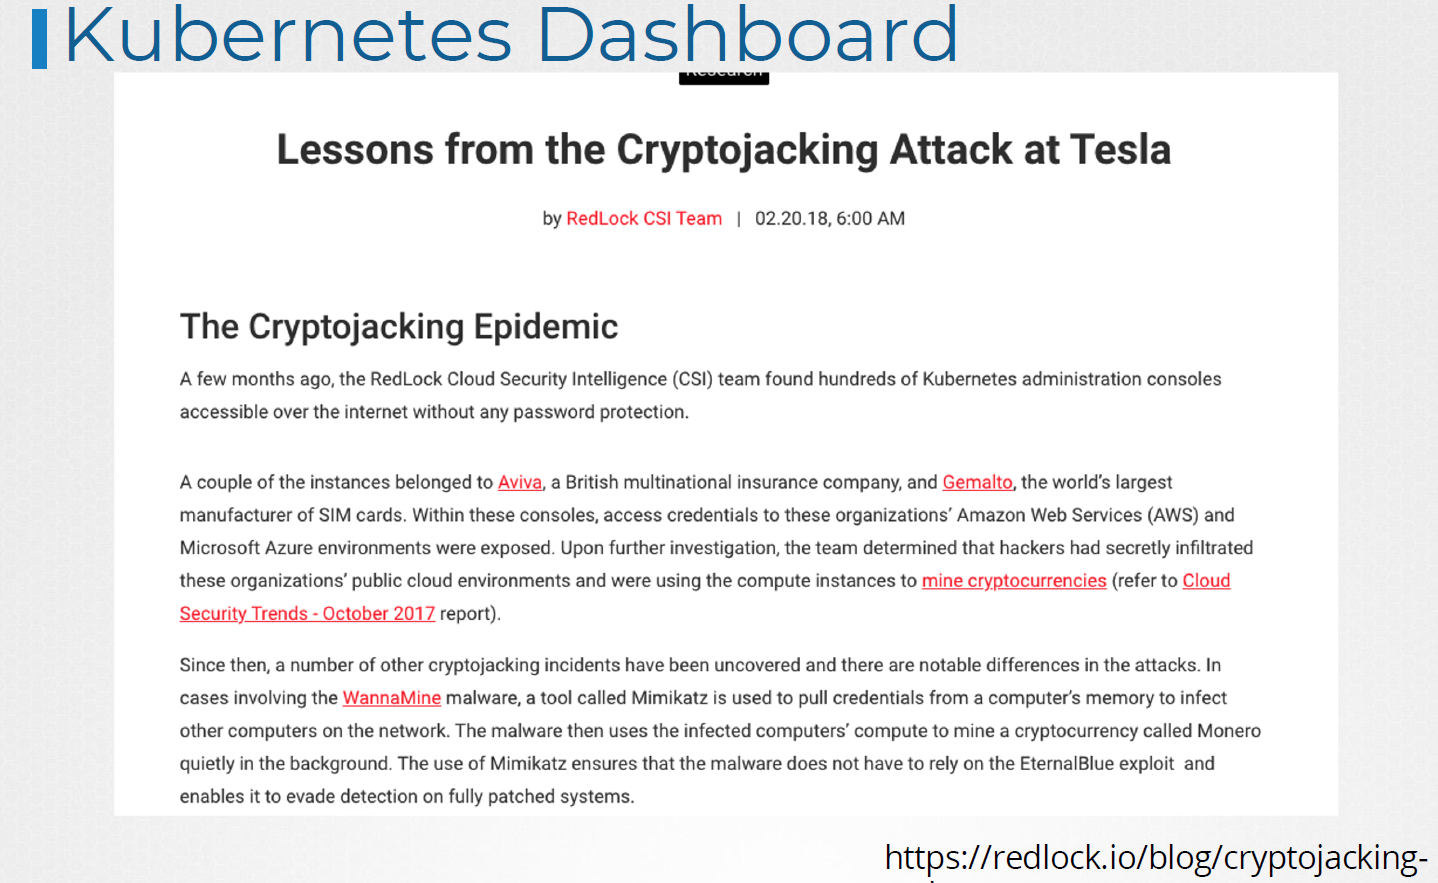 Kubernetes Dashboard
Research
Lessons from the Cryptojacking Attack at Tesla
by RedLock CSI Team | 02.20.18, 6:00 AM
The Cryptojacking Epidemic
A few months ago, the RedLock Cloud Security Intelligence (CSI) team found hundreds of Kubernetes administration consoles
accessible over the internet without any password protection.
A couple of the instances belonged to Aviva, a British multinational insurance company, and Gemalto, the world’s largest
manufacturer of SIM cards. Within these consoles, access credentials to these organizations’ Amazon Web Services (AWS) and
Microsoft Azure environments were exposed. Upon further investigation, the team determined that hackers had secretly infiltrated
these organizations’ public cloud environments and were using the compute instances to mine cryptocurrencies (refer to Cloud
Security Trends - October 2017 report).
Since then, a number of other cryptojacking incidents have been uncovered and there are notable differences in the attacks. In
cases involving the WannaMine malware, a tool called Mimikatz is used to pull credentials from a computer’s memory to infect
other computers on the network. The malware then uses the infected computers’ compute to mine a cryptocurrency called Monero
quietly in the background. The use of Mimikatz ensures that the malware does not have to rely on the EternalBlue exploit and
enables it to evade detection on fully patched systems.
https://redlock.io/blog/cryptojacking-